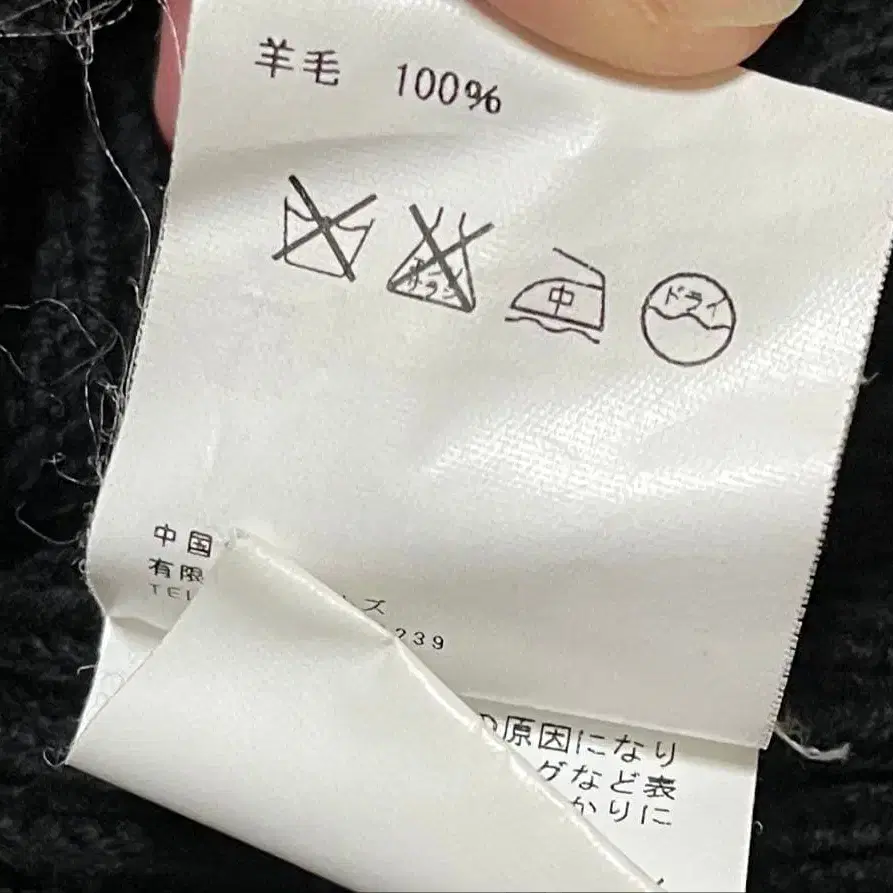 羊毛 100%
中
ドライ
中国
有限 ズ
TEL 239
の原因になり
グなど表
かりに